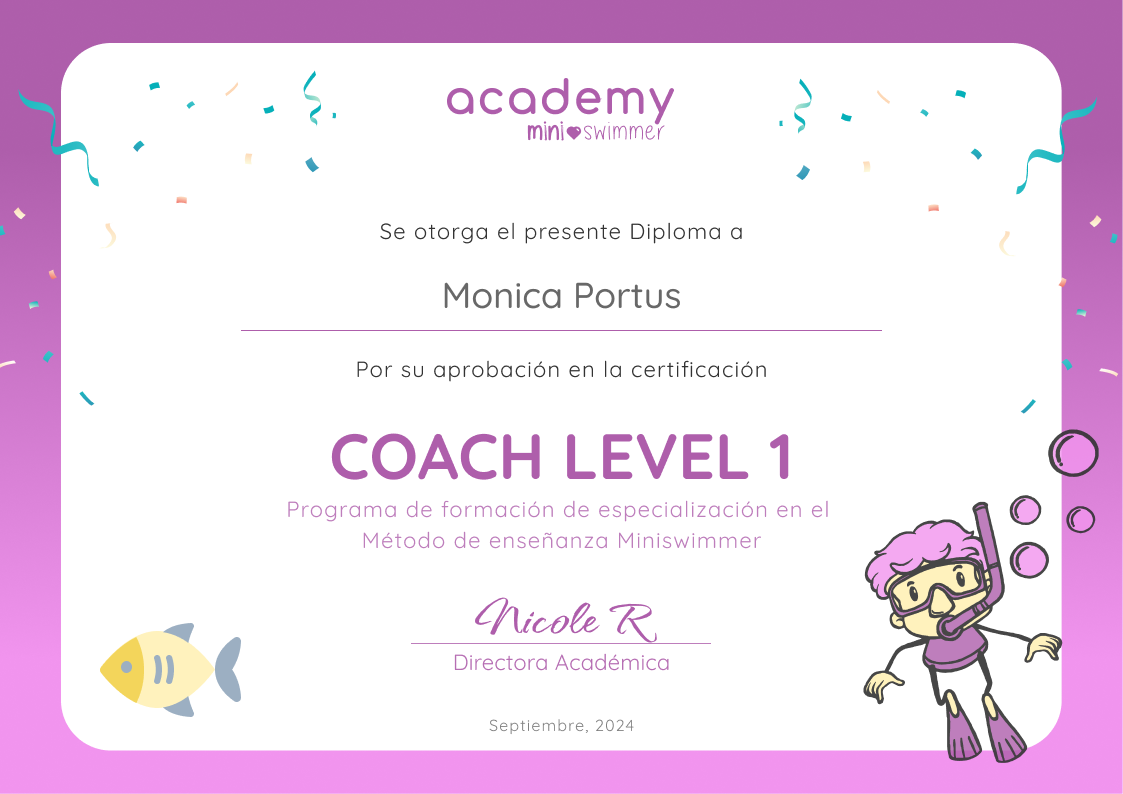 academy
mini swimmer
Se otorga el presente Diploma a
Monica Portus
Por su aprobación en la certificación
COACH LEVEL 1
Programa de formación de especialización en el
Método de enseñanza Miniswimmer
Nicole R
Directora Académica
Septiembre, 2024